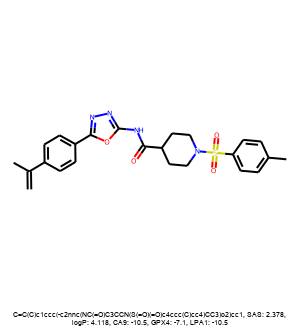 O
N N
NH
O
N S
O
O
C=C(C)c1ccc(-c2nnc(NC(=O)C3CCN(S(=O)(=O)c4ccc(C)cc4)CC3)o2)cc1, SAS: 2.378,
logP: 4.118, CA9: -10.5, GPX4: -7.1, LPA1: -10.5